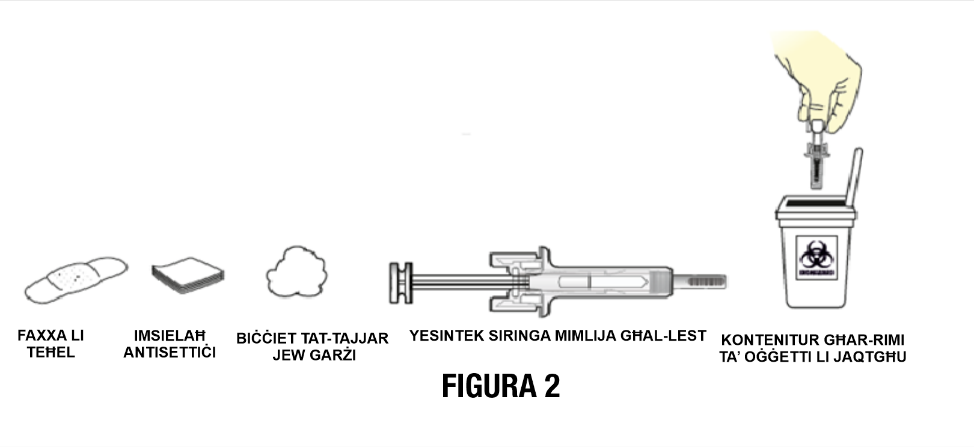 FAXXA LI
TEĦEL
IMSIELAĦ
ANTISETTIĊI
BIĊĊIET TAT-TAJJAR
JEW GARŻI
YESINTEK SIRINGA MIMLIJA GĦAL-LEST
KONTENITUR GĦAR-RIMI
TA’ OĠĠETTI LI JAQTGĦU
FIGURA 2